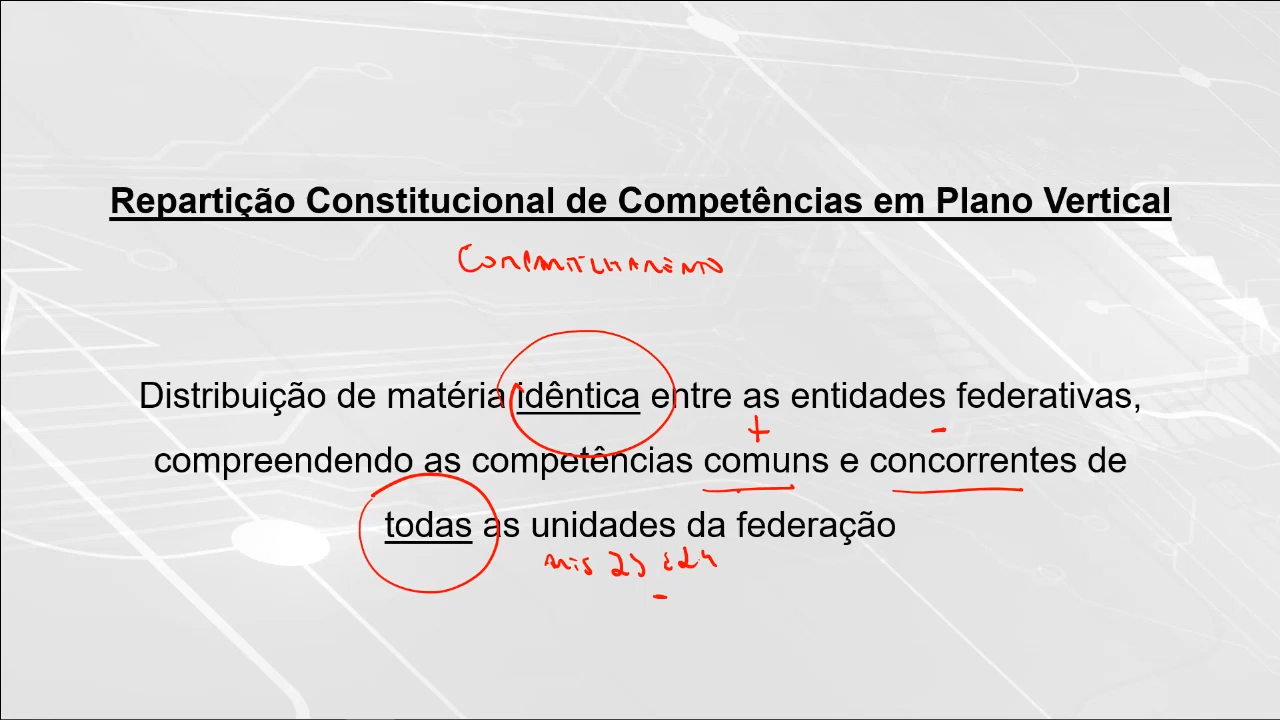 Repartição Constitucional de Competências em Plano Vertical
COMPARTILHAMENTO
Distribuição de matéria idêntica entre as entidades federativas,
+ -
compreendendo as competências comuns e concorrentes de
todas as unidades da federação
23 E 24
-